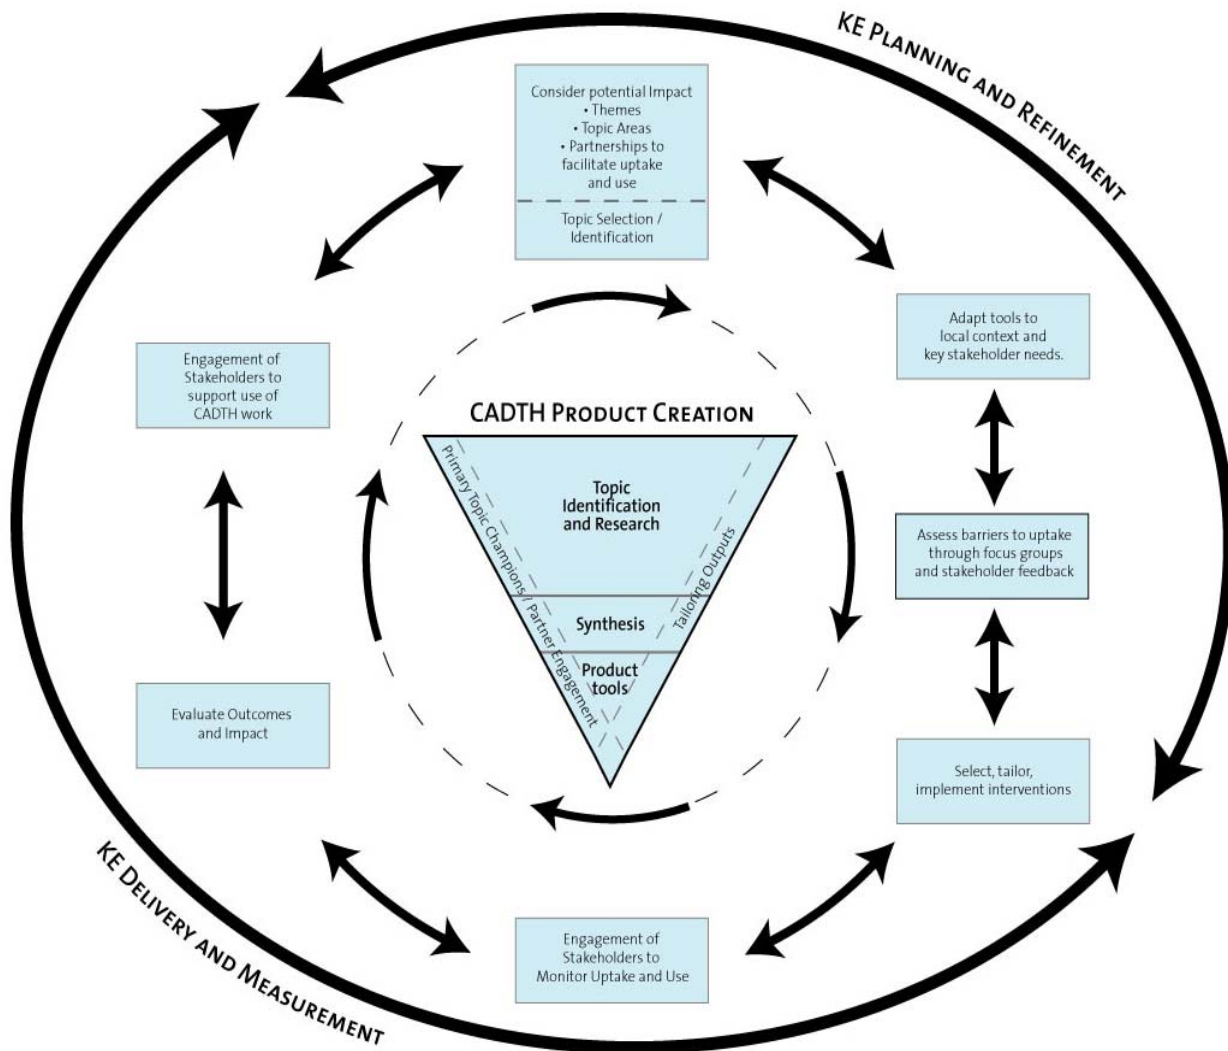 KE Planning and Refinement
Consider potential Impact
• Themes
• Topic Areas
• Partnerships to
facilitate uptake
and use
Topic Selection /
Identification
Adapt tools to
local context and
key stakeholder needs.
Engagement of
Stakeholders to
support use of
CADTH work
CADTH Product Creation
Primary Topic Champions / Partner Engagement
Topic
Identification
and Research
Tailoring Outputs
Synthesis
Product
tools
Assess barriers to uptake
through focus groups
and stakeholder feedback
Evaluate Outcomes
and Impact
Select, tailor,
implement interventions
Engagement of
Stakeholders to
Monitor Uptake and Use
KE Delivery and Measurement